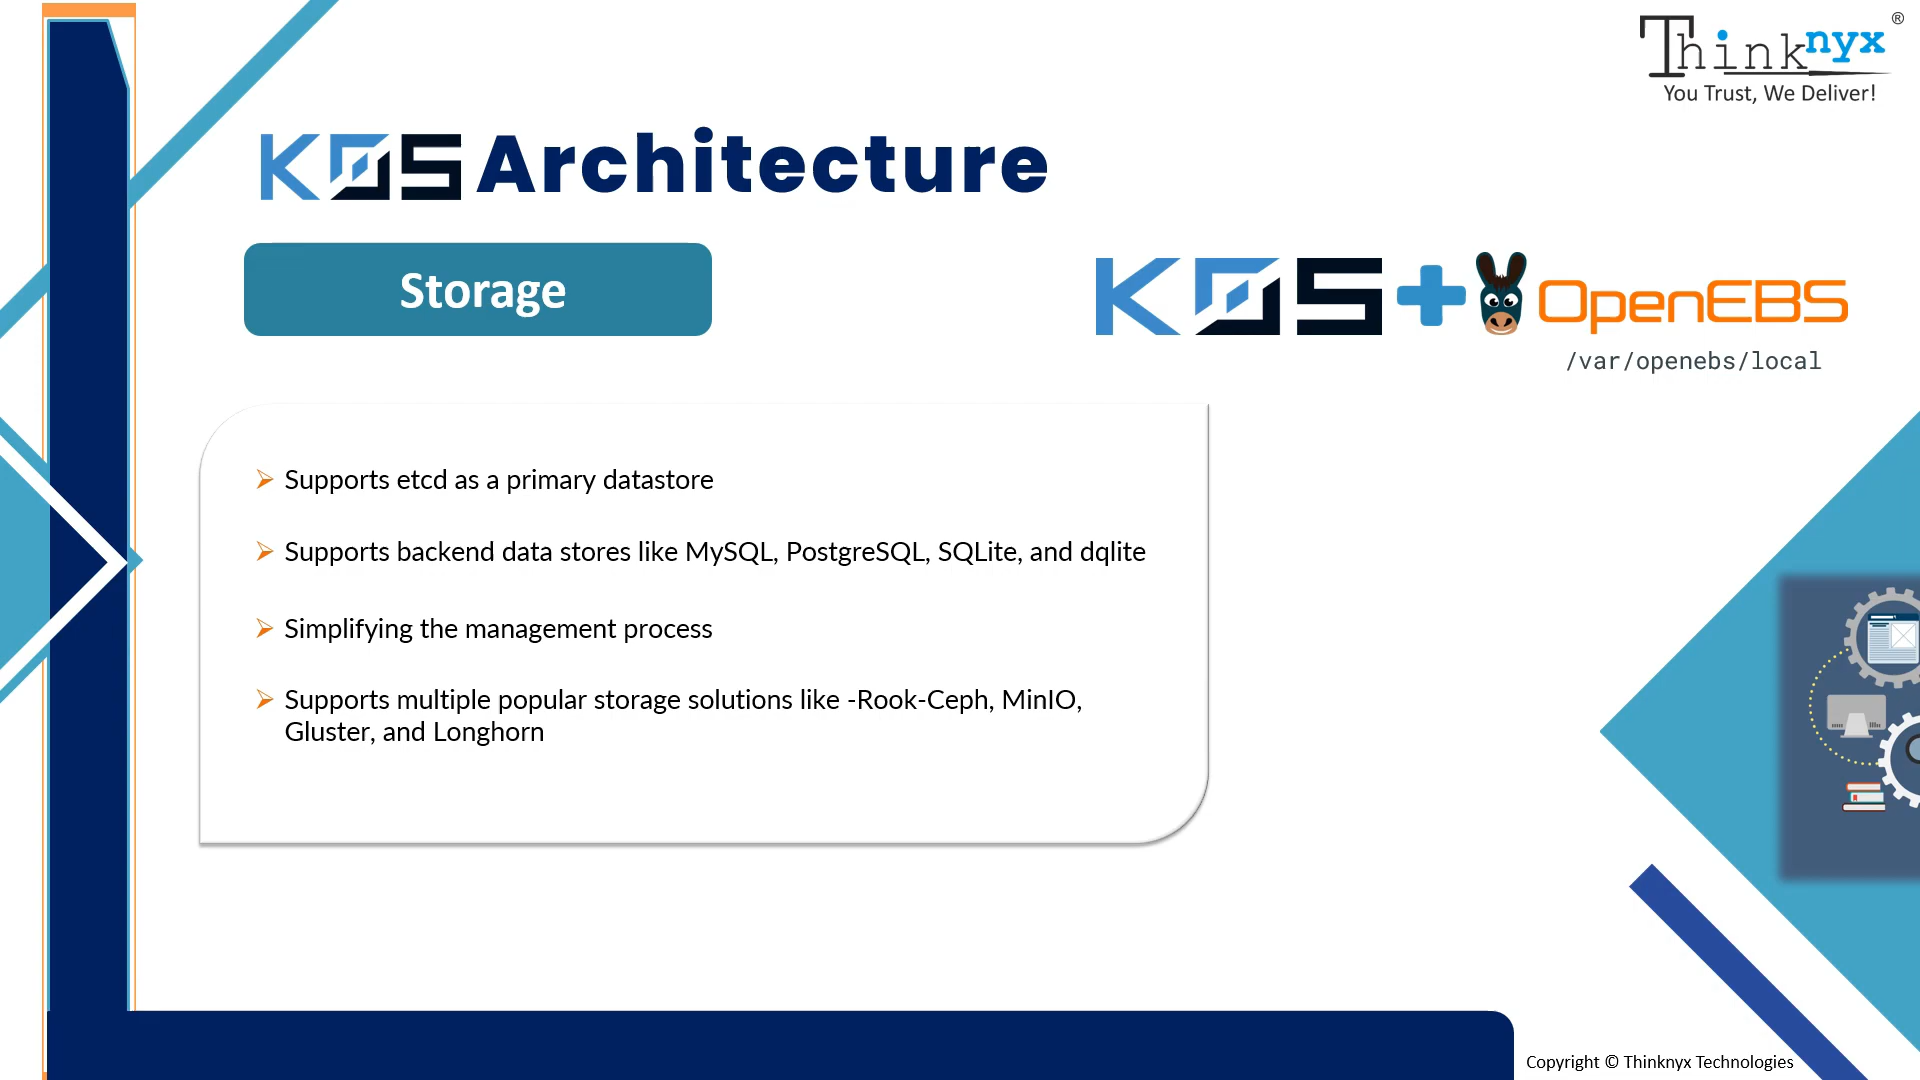 Thinknyx®
You Trust, We Deliver!
K0S Architecture
Storage
K0S + OpenEBS
/var/openebs/local
Supports etcd as a primary datastore
Supports backend data stores like MySQL, PostgreSQL, SQLite, and dqlite
Simplifying the management process
Supports multiple popular storage solutions like -Rook-Ceph, MinIO,
Gluster, and Longhorn
Copyright © Thinknyx Technologies